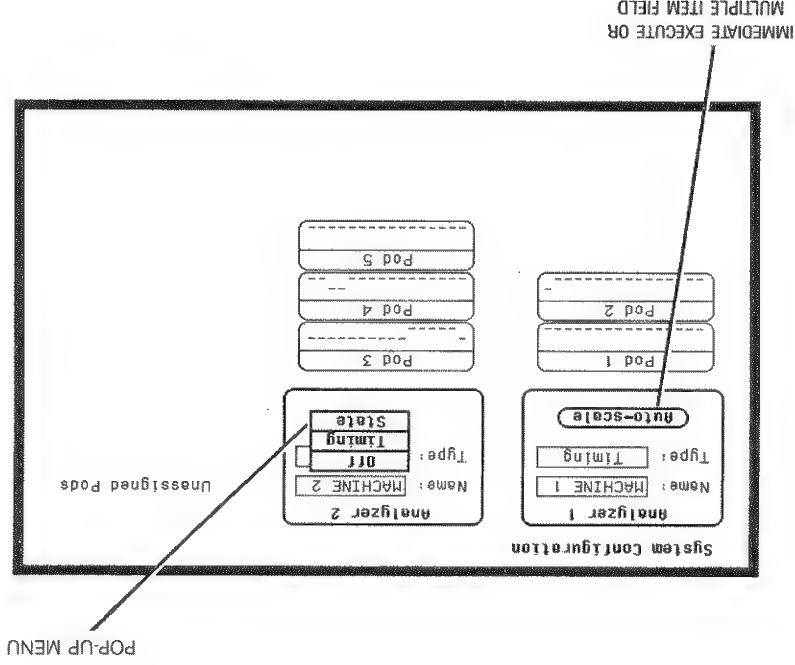 POP-UP MENU
System Configuration
Analyzer 1
Name: MACHINE 1
Type: Timing
Auto-scale
Analyzer 2
Name: MACHINE 2
Type:
Off
Timing
State
Unassigned Pods
Pod 1
Pod 2
Pod 3
Pod 4
Pod 5
IMMEDIATE EXECUTE OR
MULTIPLE ITEM FIELD